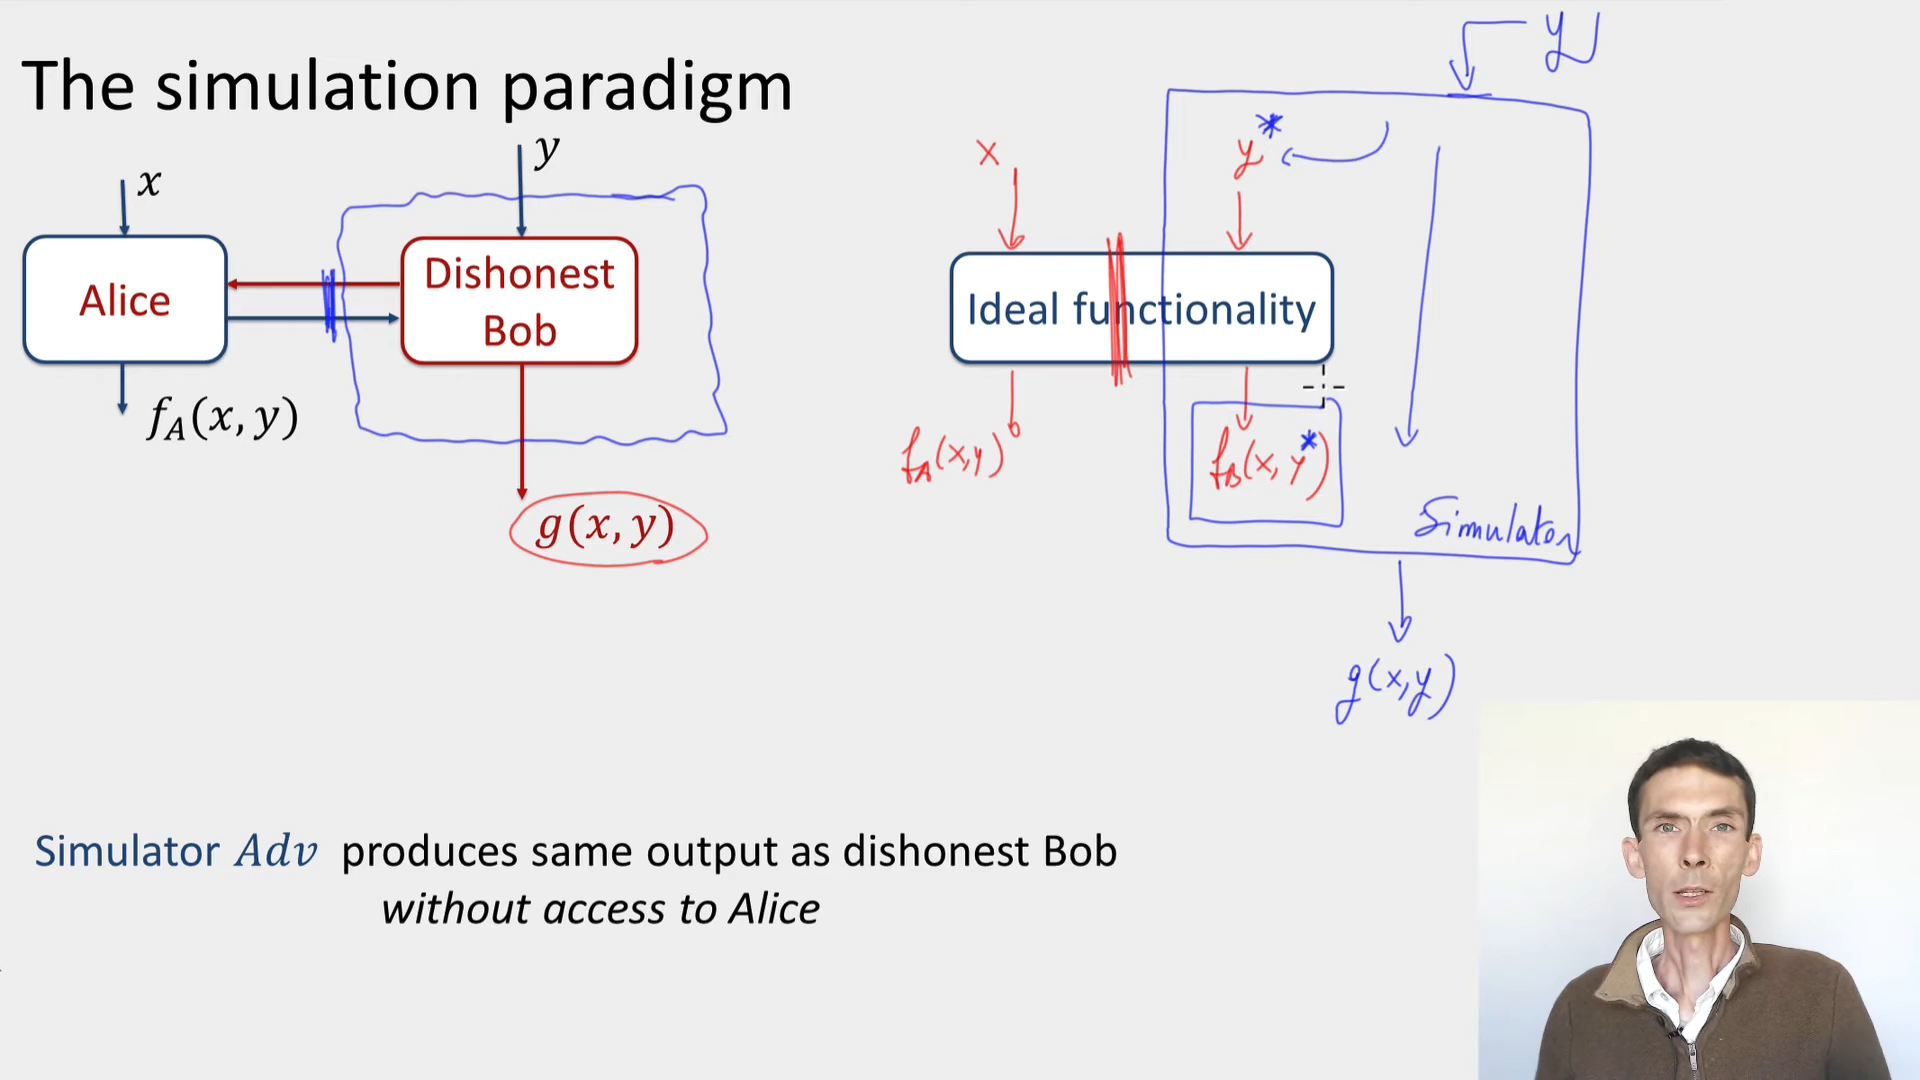 The simulation paradigm
x
y
Alice
Dishonest
Bob
f_A(x, y)
g(x, y)
y
x
y*
Ideal functionality
f_A(x,y)
f_B(x, y*)
Simulator
g(x,y)
Simulator Adv produces same output as dishonest Bob
without access to Alice